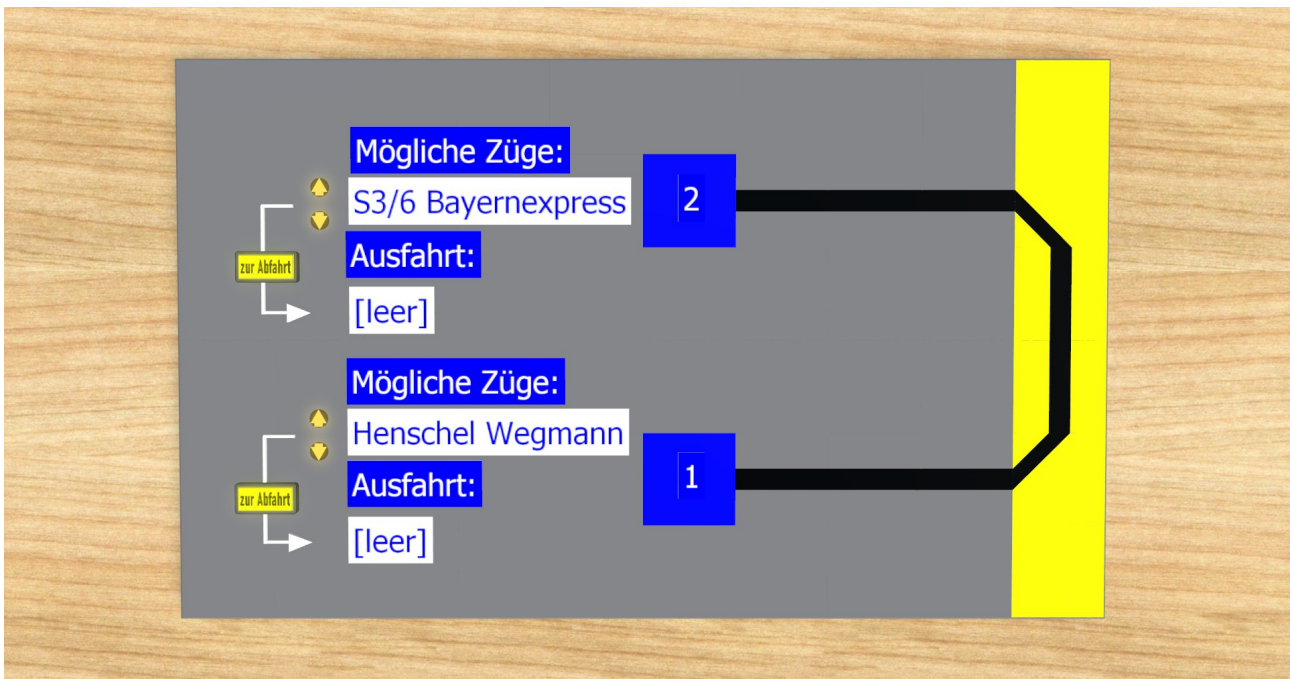 Mögliche Züge:
S3/6 Bayernexpress
2
Ausfahrt:
zur Abfahrt
[leer]
Mögliche Züge:
Henschel Wegmann
1
Ausfahrt:
zur Abfahrt
[leer]